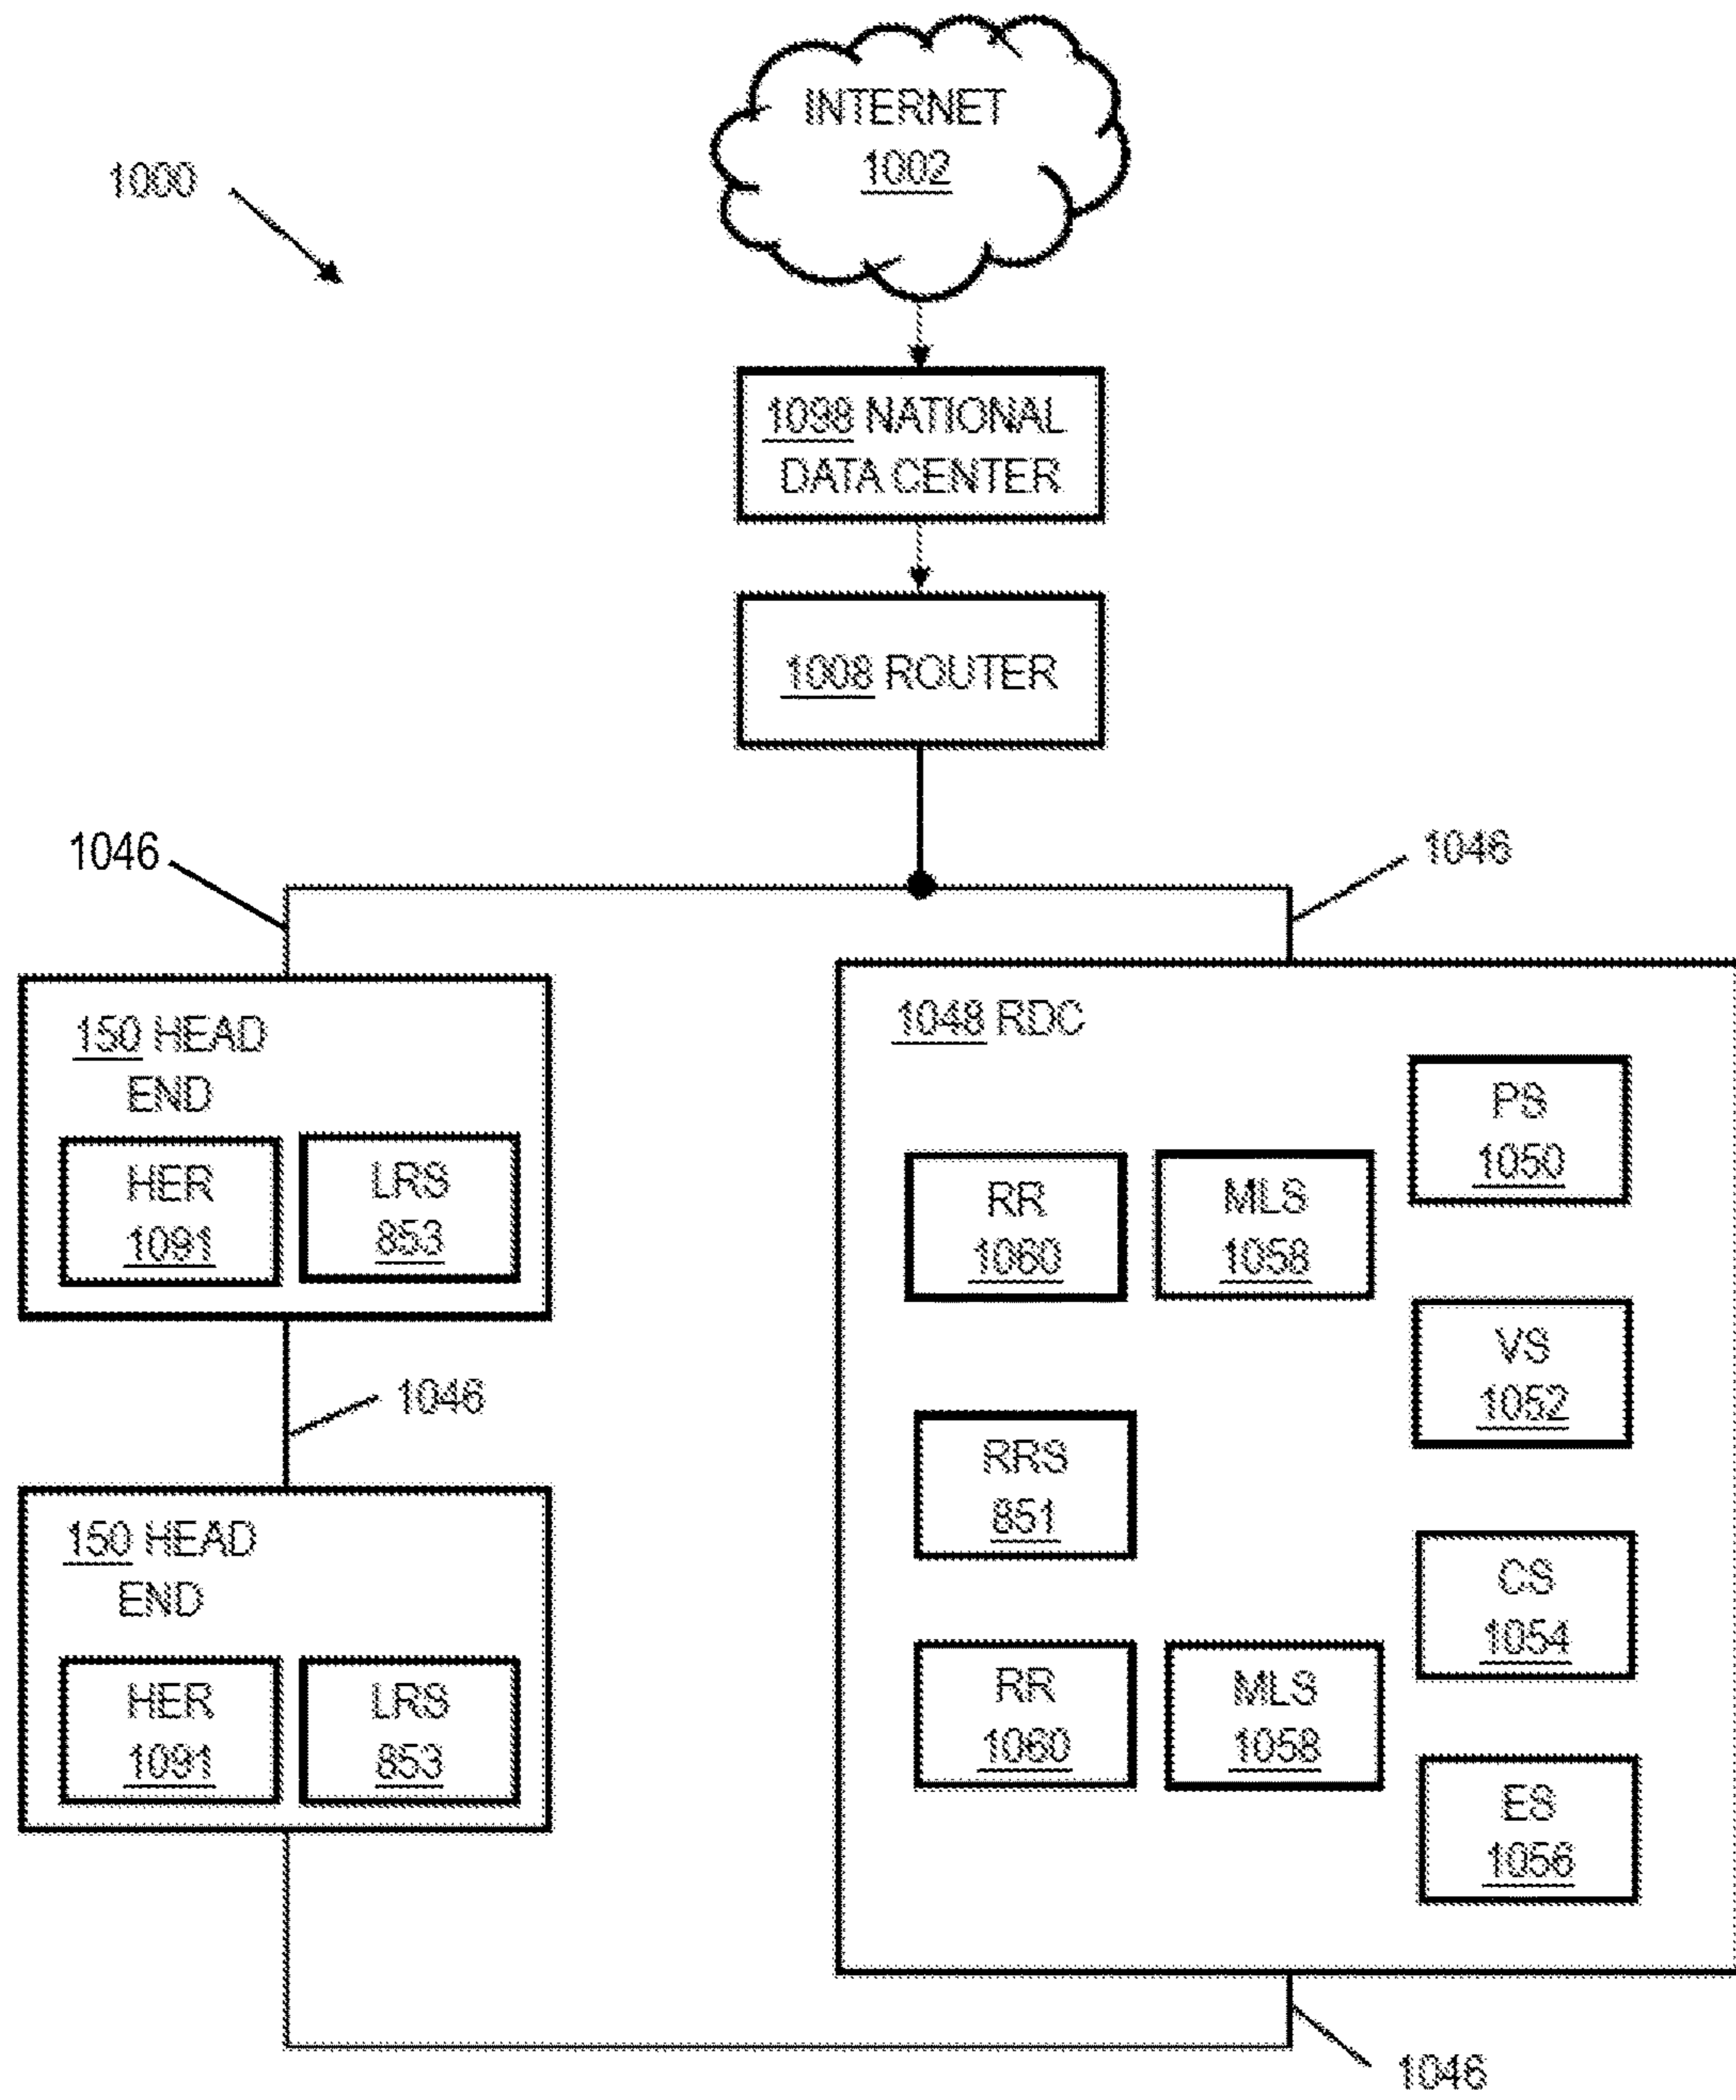 INTERNET
1002
1000
1098 NATIONAL
DATA CENTER
1008 ROUTER
1046
1046
150 HEAD
END
HER
1091
LRS
853
1046
150 HEAD
END
HER
1091
LRS
853
1048 RDC
PS
1050
RR
1060
MLS
1058
VS
1052
RRS
851
CS
1054
RR
1060
MLS
1058
ES
1056
1046